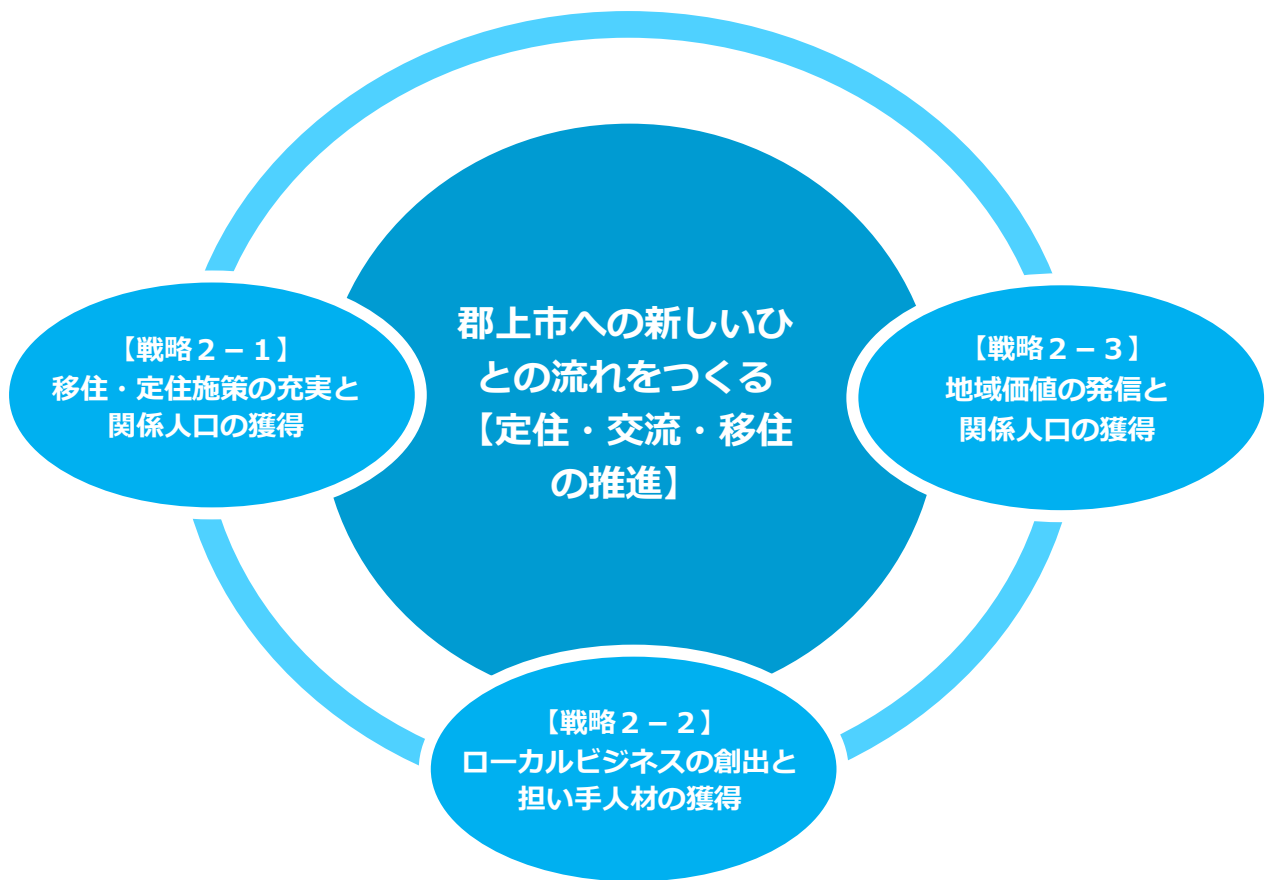 郡上市への新しいひ
との流れをつくる
【定住・交流・移住
の推進】
【戦略２－１】
移住・定住施策の充実と
関係人口の獲得
【戦略２－３】
地域価値の発信と
関係人口の獲得
【戦略２－２】
ローカルビジネスの創出と
担い手人材の獲得